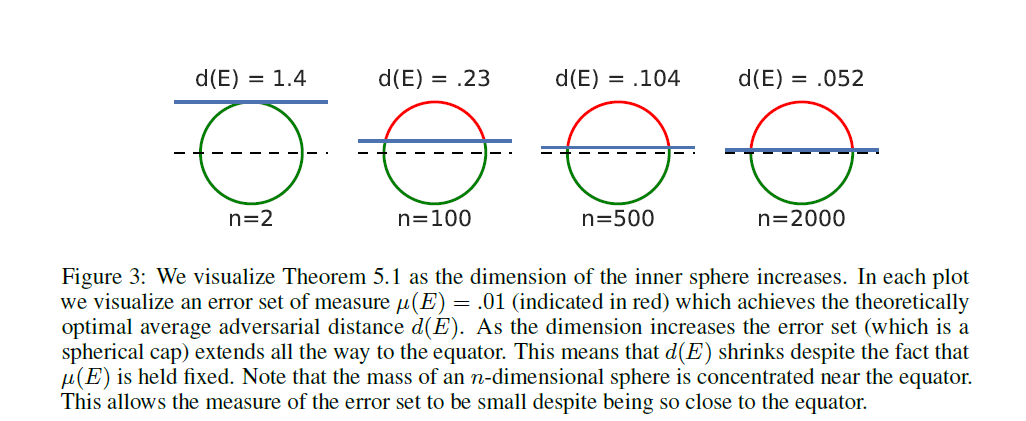 d(E) = 1.4 d(E) = .23 d(E) = .104 d(E) = .052
n=2 n=100 n=500 n=2000
Figure 3: We visualize Theorem 5.1 as the dimension of the inner sphere increases. In each plot
we visualize an error set of measure μ(E) = .01 (indicated in red) which achieves the theoretically
optimal average adversarial distance d(E). As the dimension increases the error set (which is a
spherical cap) extends all the way to the equator. This means that d(E) shrinks despite the fact that
μ(E) is held fixed. Note that the mass of an n-dimensional sphere is concentrated near the equator.
This allows the measure of the error set to be small despite being so close to the equator.